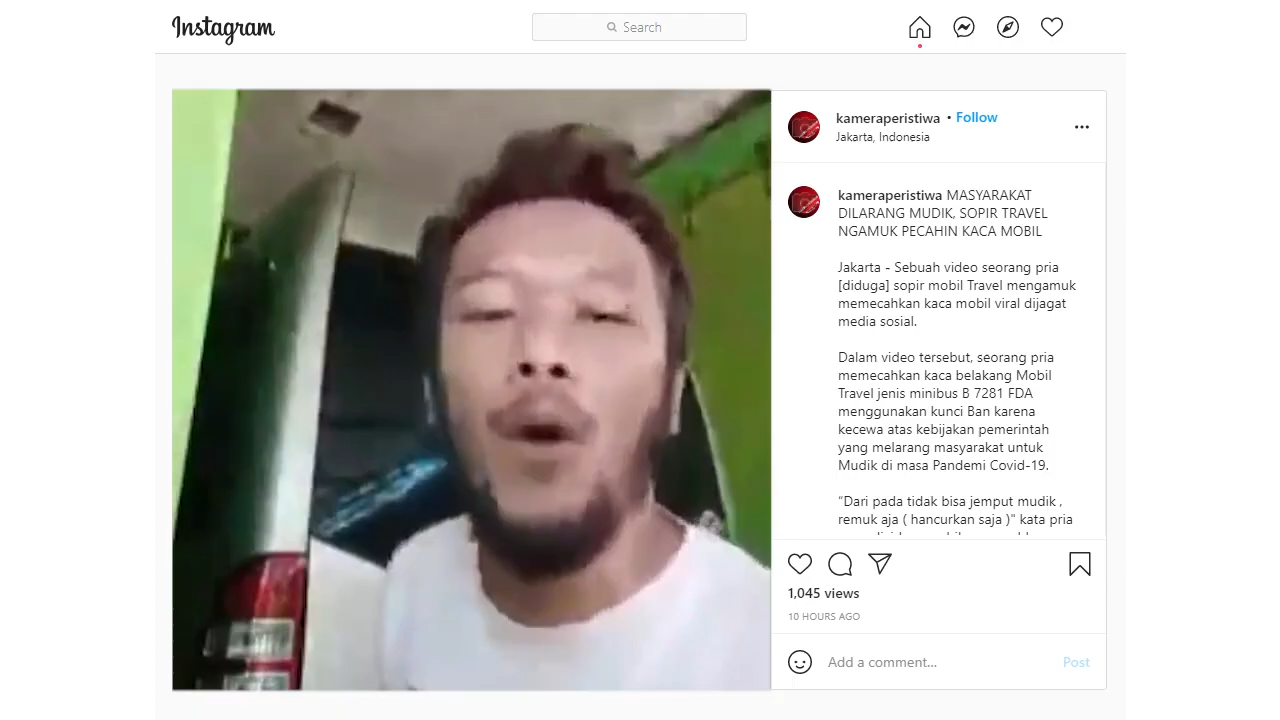 Instagram
Search
kameraperistiwa • Follow
Jakarta, Indonesia
kameraperistiwa MASYARAKAT
DILARANG MUDIK, SOPIR TRAVEL
NGAMUK PECAHIN KACA MOBIL
Jakarta - Sebuah video seorang pria
[diduga] sopir mobil Travel mengamuk
memecahkan kaca mobil viral dijagat
media sosial.
Dalam video tersebut, seorang pria
memecahkan kaca belakang Mobil
Travel jenis minibus B 7281 FDA
menggunakan kunci Ban karena
kecewa atas kebijakan pemerintah
yang melarang masyarakat untuk
Mudik di masa Pandemi Covid-19.
"Dari pada tidak bisa jemput mudik ,
remuk aja ( hancurkan saja )" kata pria
1,045 views
10 HOURS AGO
Add a comment...
Post